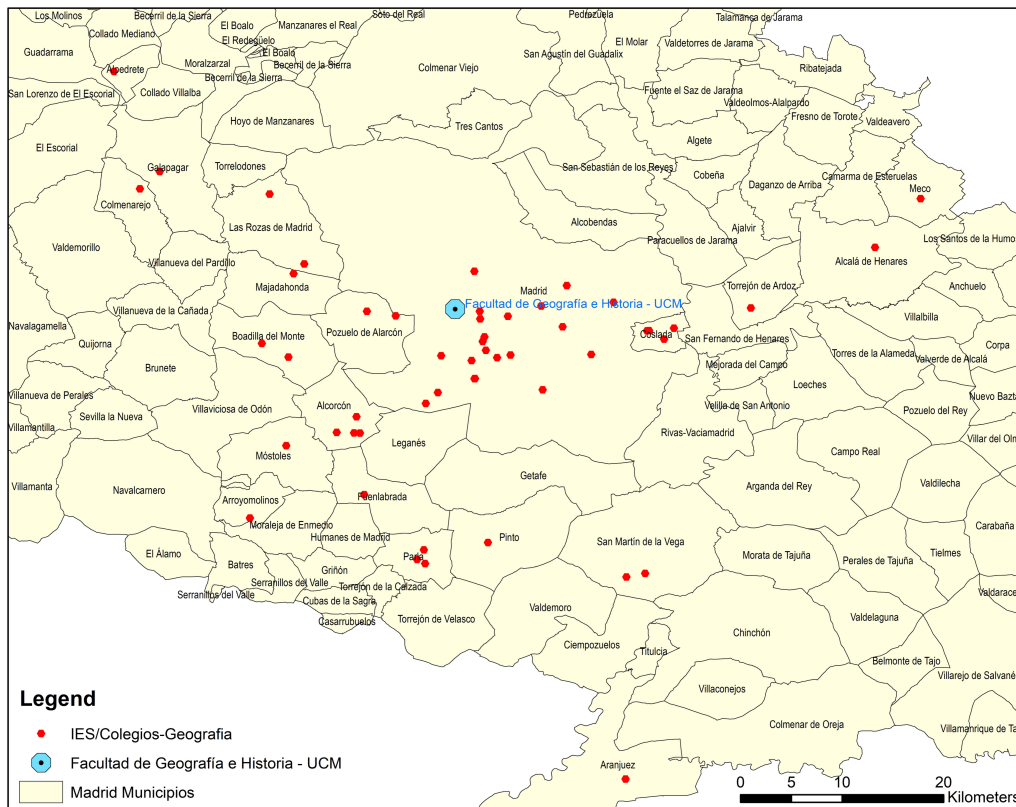 Los Molinos
Becerril de la Sierra
Soto del Real
Pedrezuela
Talamanca de Jarama
Collado Mediano
El Boalo
Manzanares el Real
El Redegüelo
El Molar
Valdetorres de Jarama
Guadarrama
El Boalo
San Agustín del Guadalix
Moralzarzal
Becerril de la Sierra
Ribatejada
Alpedrete
Becerril de la Sierra
Colmenar Viejo
San Lorenzo de El Escorial
Collado Villalba
Fuente el Saz de Jarama
Valdeolmos-Alalpardo
Hoyo de Manzanares
Tres Cantos
Fresno de Torote
Valdeavero
El Escorial
Algete
Galapagar
Torrelodones
San Sebastián de los Reyes
Cobeña
Camarma de Esteruelas
Daganzo de Arriba
Meco
Colmenarejo
Las Rozas de Madrid
Alcobendas
Ajalvir
Valdemorillo
Paracuellos de Jarama
Los Santos de la Humos
Villanueva del Pardillo
Alcalá de Henares
Majadahonda
Madrid
Torrejón de Ardoz
Anchuelo
Villanueva de la Cañada
Facultad de Geografía e Historia - UCM
Villalbilla
Navalagamella
Boadilla del Monte
Pozuelo de Alarcón
Coslada
San Fernando de Henares
Quijorna
Corpa
Torres de la Alameda
Valverde de Alcalá
Brunete
Mejorada del Campo
Loeches
Villanueva de Perales
Nuevo Bazta
Sevilla la Nueva
Villaviciosa de Odón
Alcorcón
Velilla de San Antonio
Pozuelo del Rey
Villamantilla
Leganés
Rivas-Vaciamadrid
Villar del Olm
Móstoles
Campo Real
Villamanta
Navalcarnero
Getafe
Valdilecha
Arganda del Rey
Arroyomolinos
Fuenlabrada
Moraleja de Enmedio
Carabaña
Humanes de Madrid
Pinto
San Martín de la Vega
El Álamo
Parla
Morata de Tajuña
Tielmes
Batres
Griñón
Perales de Tajuña
Serranillos del Valle
Torrejón de la Calzada
Serranillos del Valle
Cubas de la Sagra
Valdarace
Casarrubuelos
Torrejón de Velasco
Valdemoro
Valdelaguna
Chinchón
Ciempozuelos
Titulcia
Belmonte de Tajo
Villarejo de Salvané
Villaconejos
Colmenar de Oreja
Villamanrique de Ta
Aranjuez
Legend
IES/Colegios-Geografia
Facultad de Geografía e Historia - UCM
Madrid Municipios
0 5 10 20
Kilometers